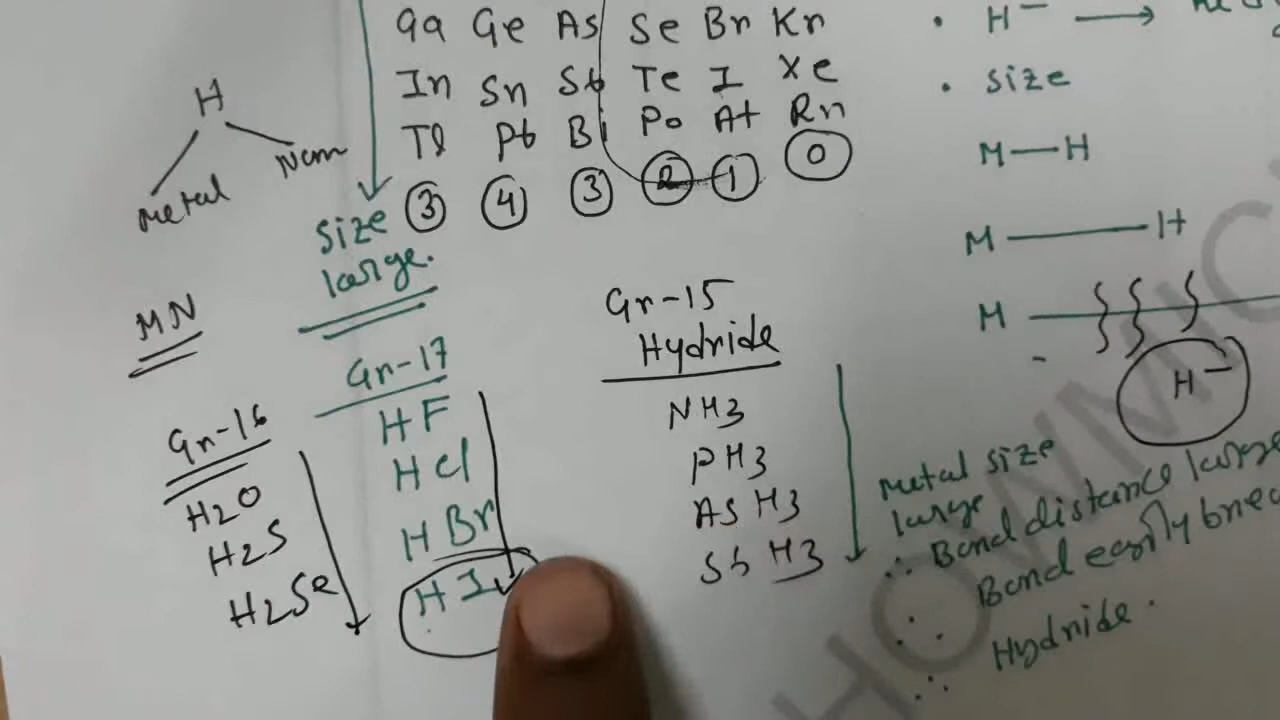 Ga Ge As Se Br Kr
In Sn Sb Te I Xe
Tl Pb Bi Po At Rn
3 4 3 2 1 0
H
Metal Nom
Size
large.
MN
Gr-16
H2O
H2S
H2Se
Gr-17
HF
HCl
HBr
HI
Gr-15
Hydride
NH3
PH3
AsH3
SbH3
• H⁻ →
• Size
M—H
M——H
M
H⁻
Metal size
large
∴ Bond distance large
∴ Bond easily
∴ Hydride.
HOWMC